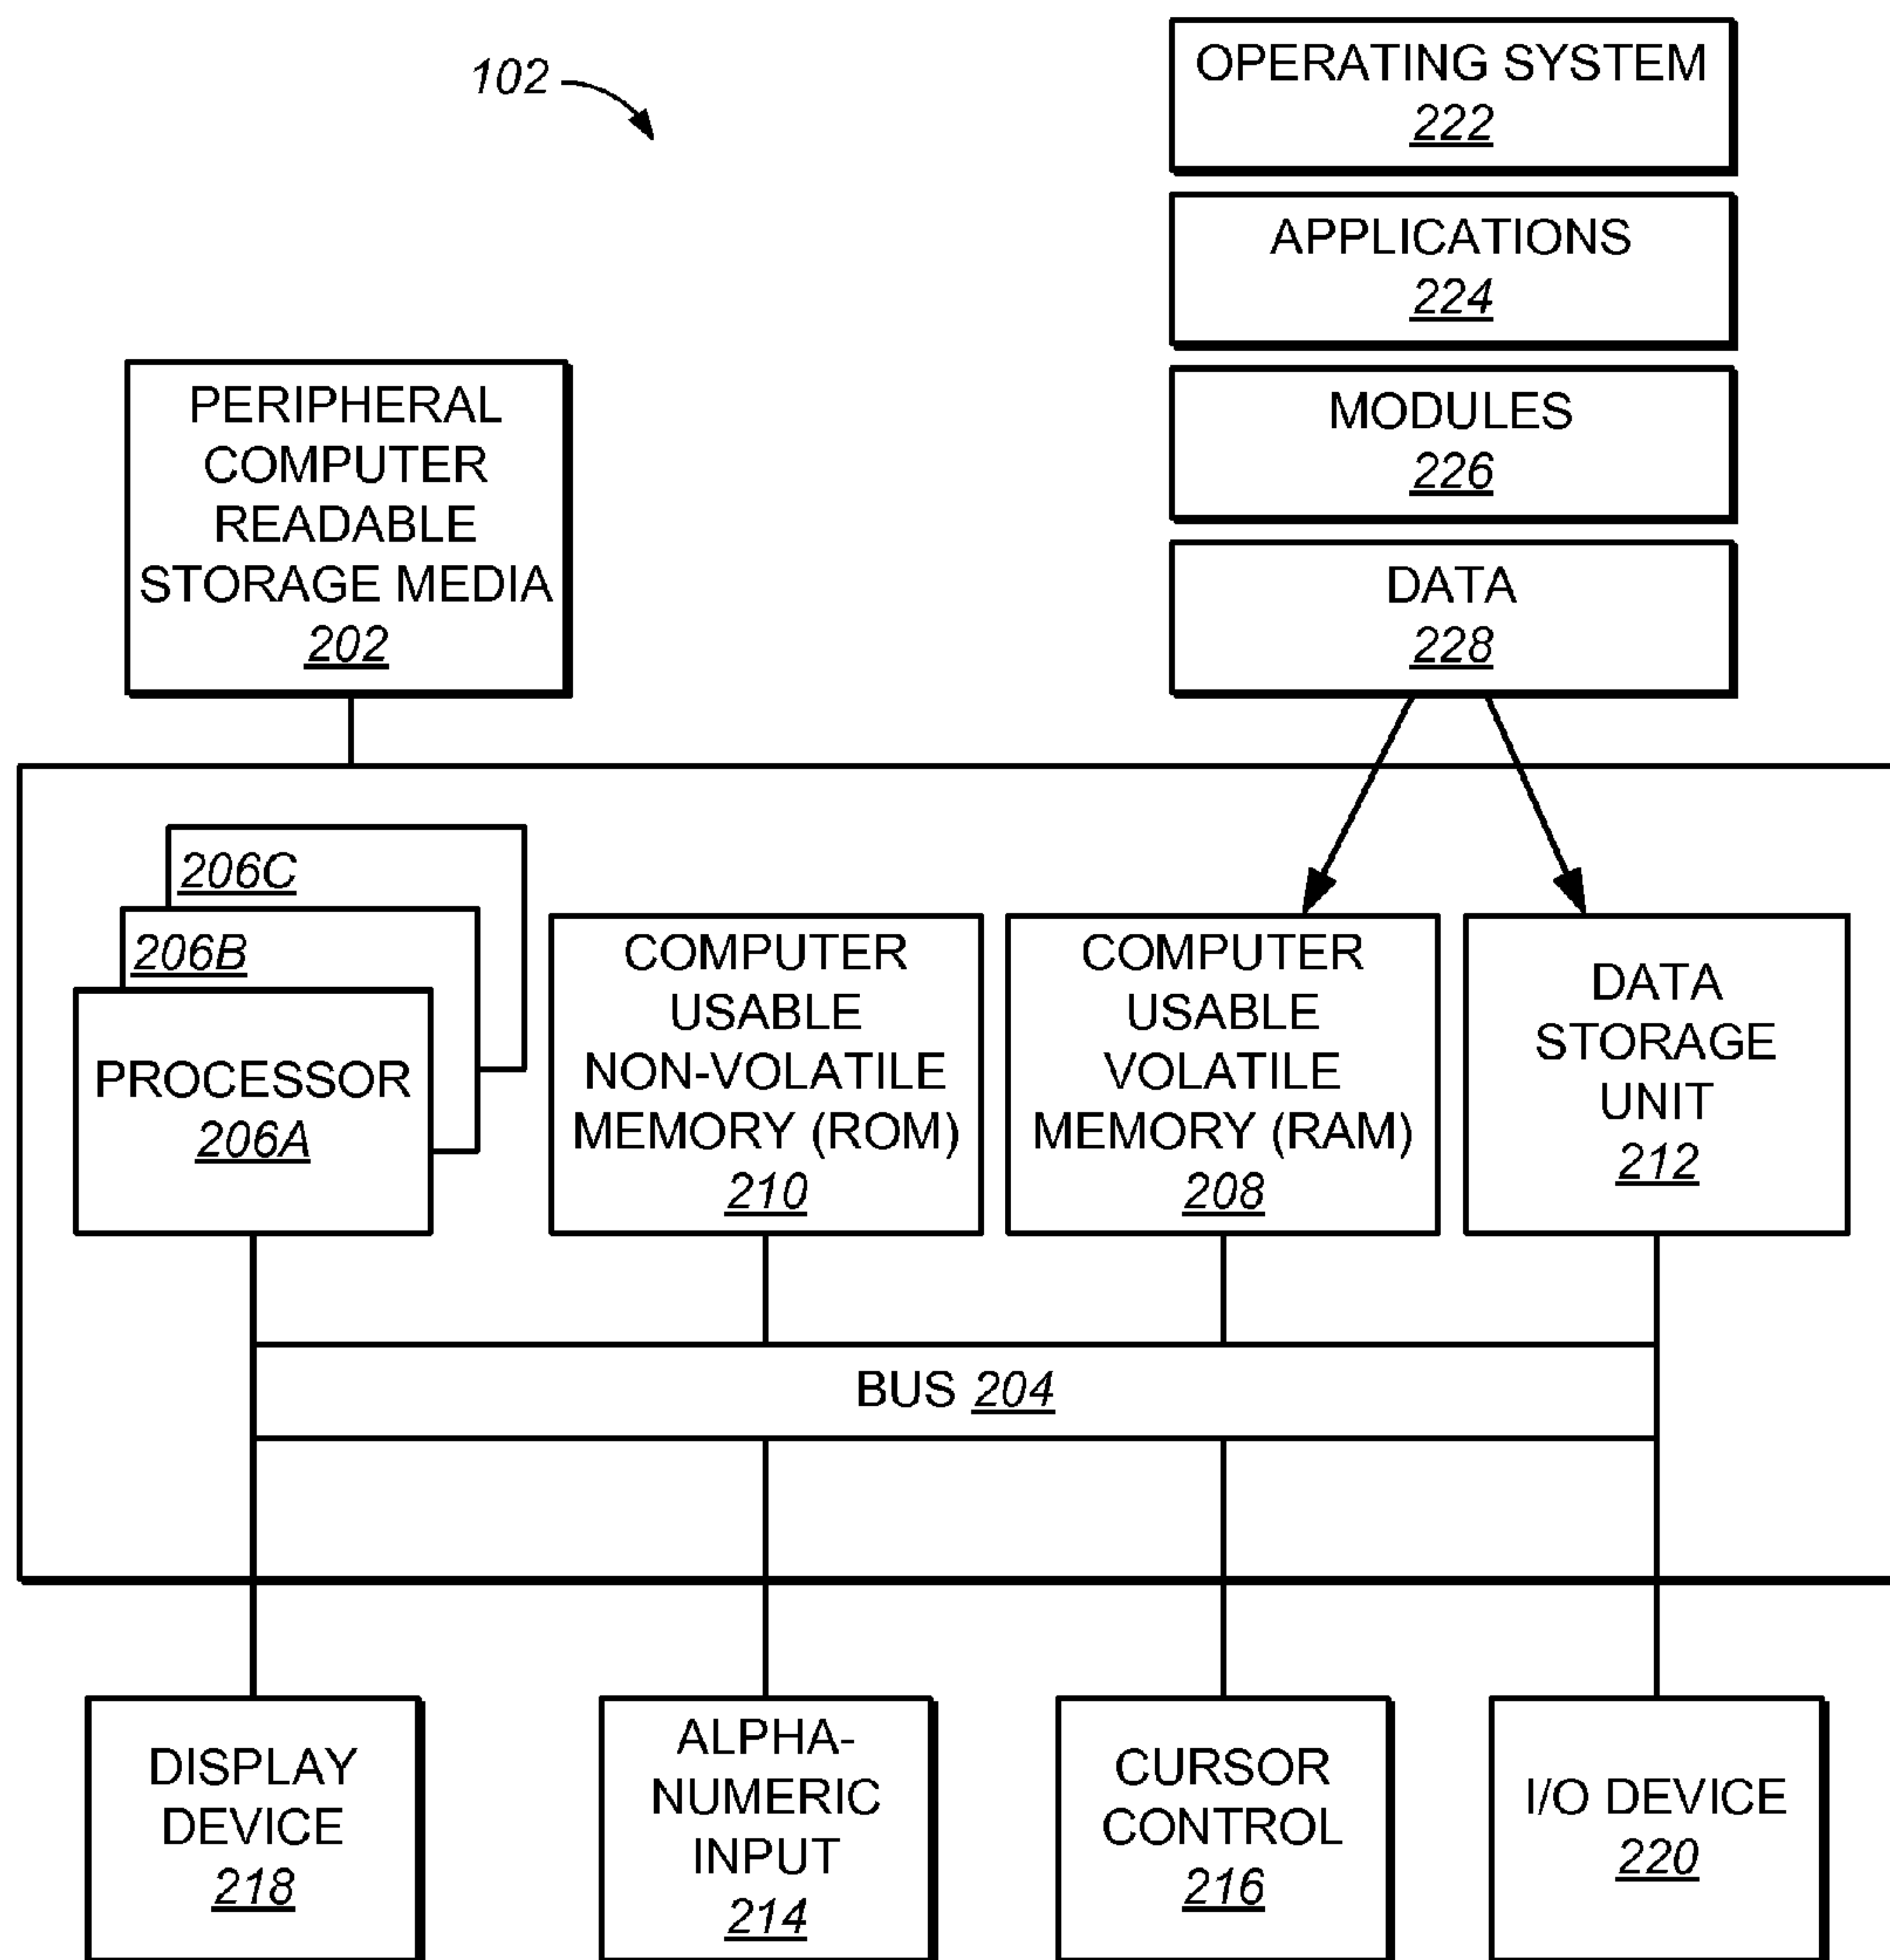 102
OPERATING SYSTEM
222
APPLICATIONS
224
MODULES
226
DATA
228
PERIPHERAL
COMPUTER
READABLE
STORAGE MEDIA
202
206C
206B
PROCESSOR
206A
COMPUTER
USABLE
NON-VOLATILE
MEMORY (ROM)
210
COMPUTER
USABLE
VOLATILE
MEMORY (RAM)
208
DATA
STORAGE
UNIT
212
BUS 204
DISPLAY
DEVICE
218
ALPHA-
NUMERIC
INPUT
214
CURSOR
CONTROL
216
I/O DEVICE
220